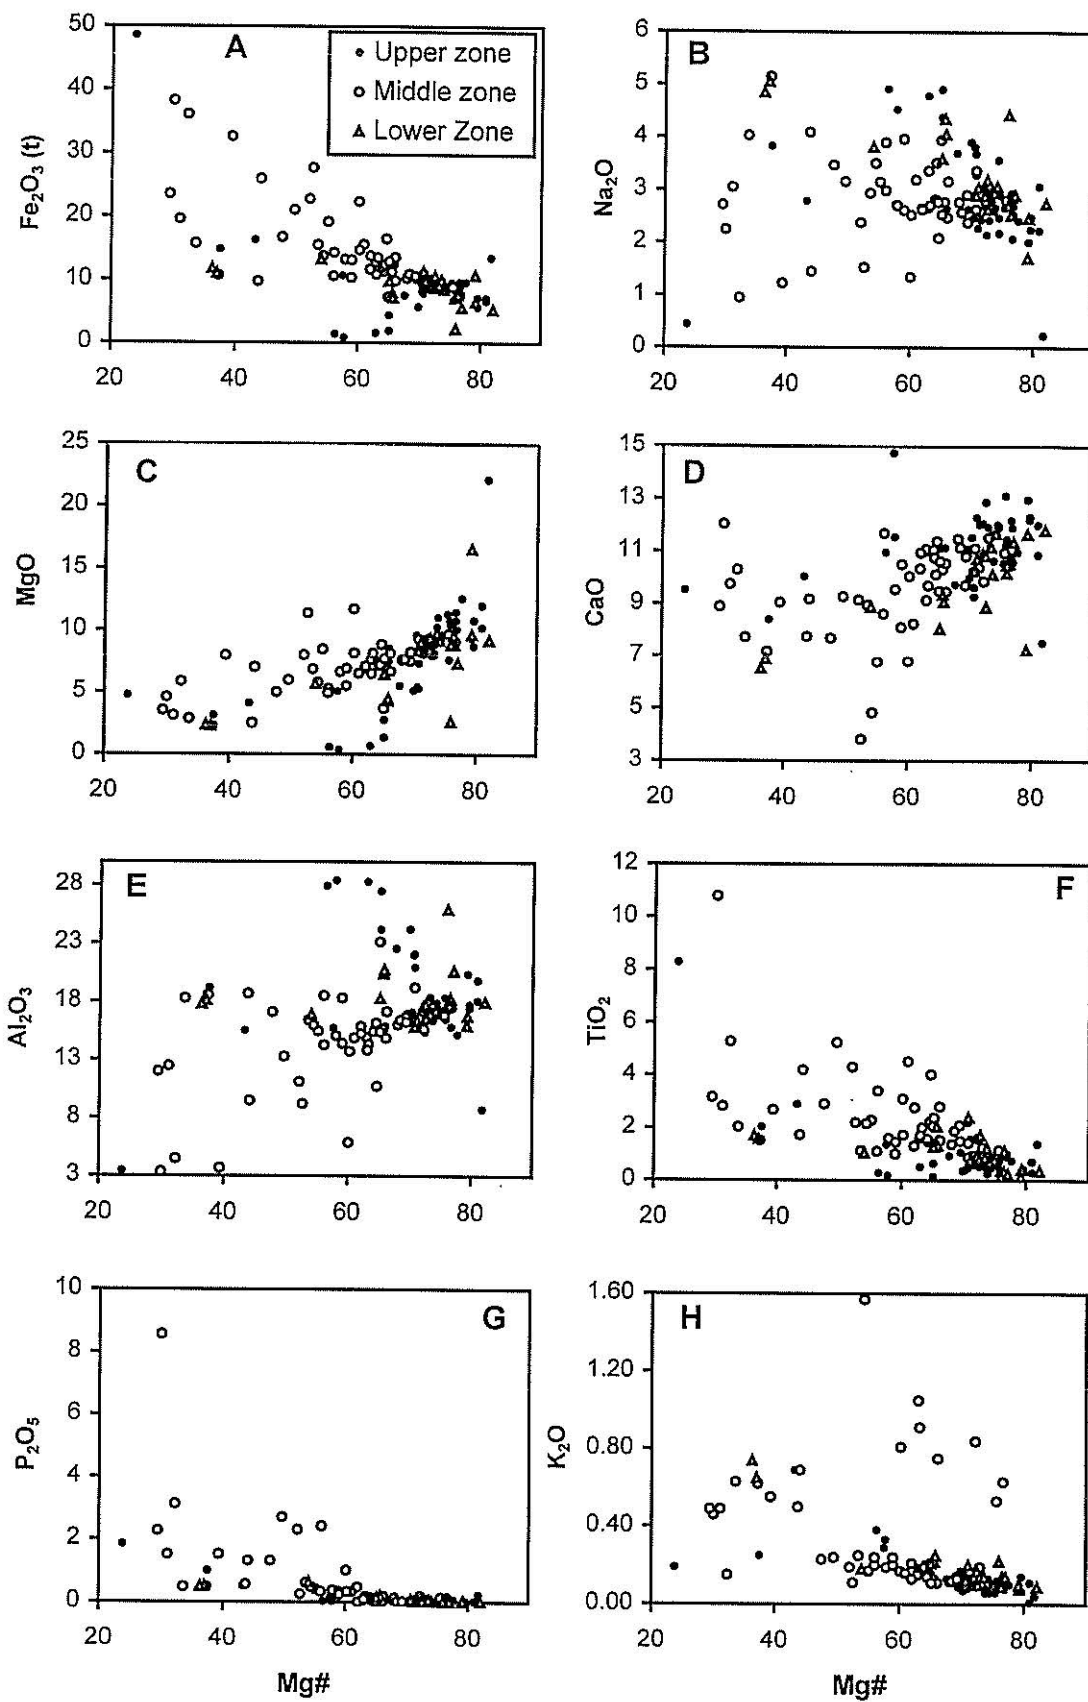 A
Upper zone
Middle zone
Lower Zone
Fe₂O₃ (t)
50
40
30
20
10
0
20 40 60 80
B
Na₂O
6
5
4
3
2
1
0
20 40 60 80
C
MgO
25
20
15
10
5
0
20 40 60 80
D
CaO
15
13
11
9
7
5
3
20 40 60 80
E
Al₂O₃
28
23
18
13
8
3
20 40 60 80
F
TiO₂
12
10
8
6
4
2
0
20 40 60 80
G
P₂O₅
10
8
6
4
2
0
20 40 60 80
Mg#
H
K₂O
1.60
1.20
0.80
0.40
0.00
20 40 60 80
Mg#